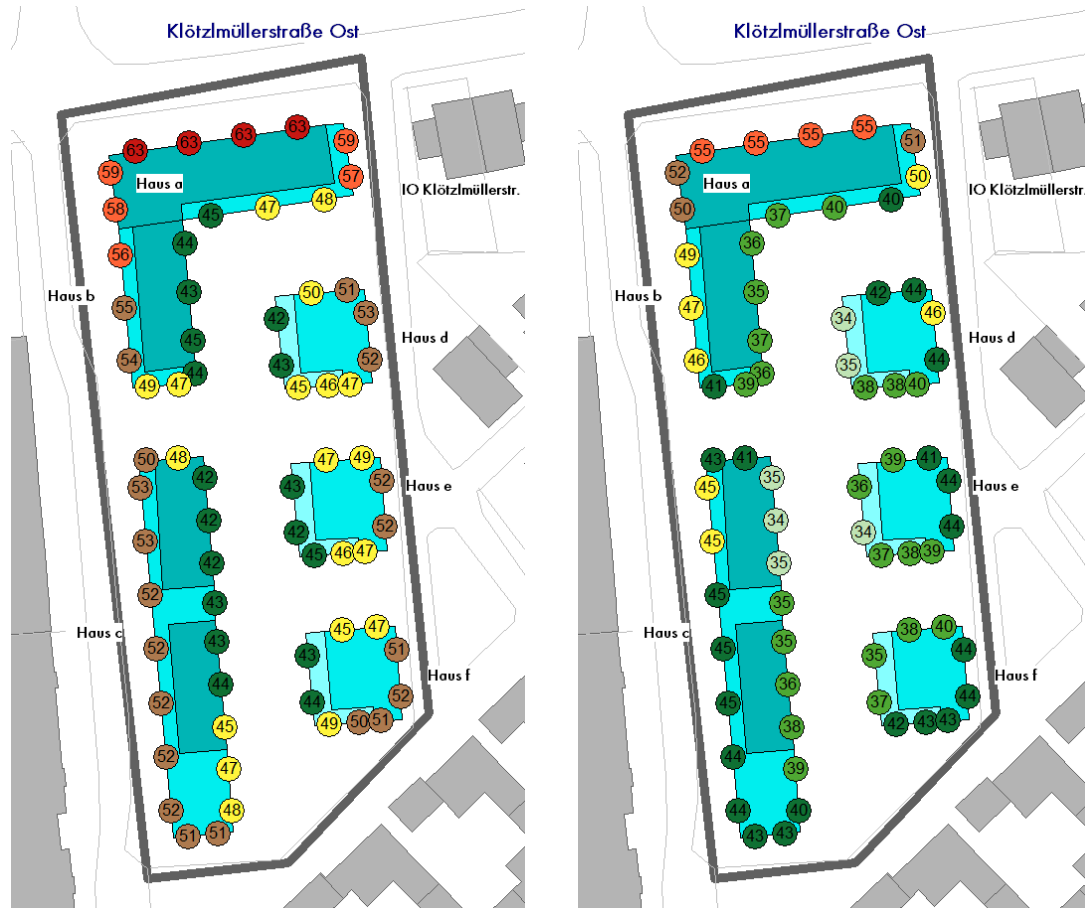 Klötzlmüllerstraße Ost
63 63 63 63 59
59 Haus a 57
58 45 47 48
IO Klötzlmüllerstr.
56 44
Haus b 43 50 51
55 42 53 Haus d
54 45 43 52
49 47 44 45 46 47
50 48 47 49
53 42 43 52 Haus e
42
53 42 52
42 45 46 47
52 43
Haus c 45 47
52 43 43 51
44 Haus f
52 44 52
45 49 50 51
52 47
52 48
51 51
Klötzlmüllerstraße Ost
55 55 55 55 51
52 Haus a 50
50 37 40 40
IO Klötzlmüllerstr.
49 36
Haus b 35 42 44
47 34 46 Haus d
46 37 35 44
41 39 36 38 38 40
43 41 39 41
45 35 36 44 Haus e
34
45 34 44
35 37 38 39
45 35
Haus c 38 40
45 35 35 44
36 Haus f
45 37 44
38 42 43 43
44 39
44 40
43 43